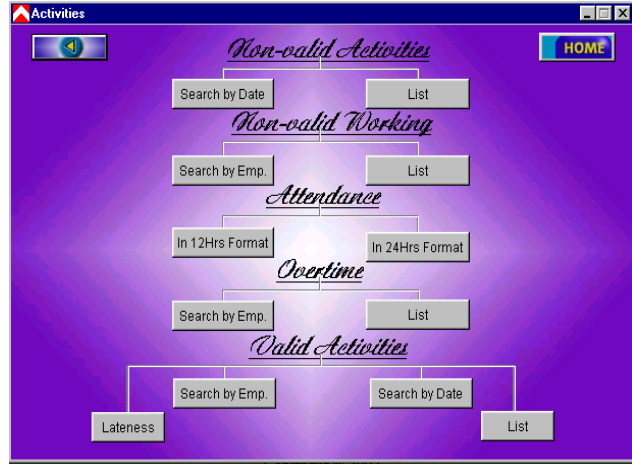 Activities
HOME
Non-valid Activities
Search by Date
List
Non-valid Working
Search by Emp.
List
Attendance
In 12Hrs Format
In 24Hrs Format
Overtime
Search by Emp.
List
Valid Activities
Search by Emp.
Search by Date
Lateness
List